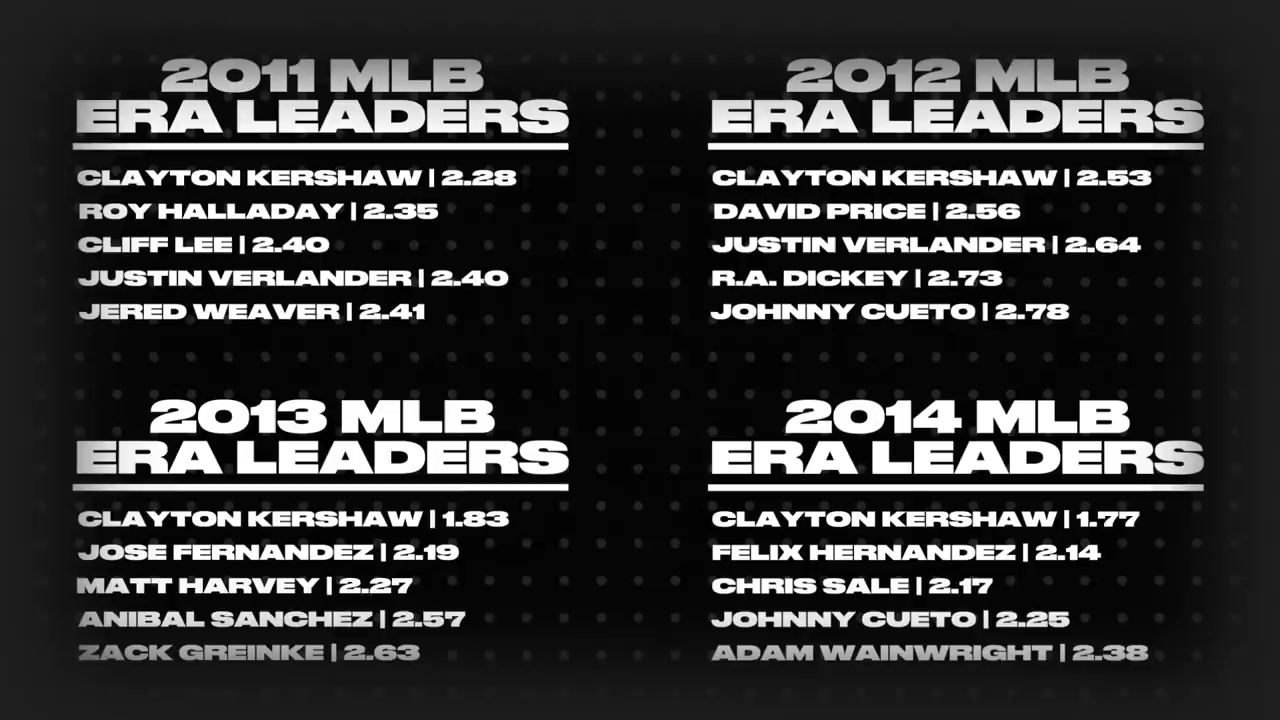 2011 MLB
ERA LEADERS
CLAYTON KERSHAW | 2.28
ROY HALLADAY | 2.35
CLIFF LEE | 2.40
JUSTIN VERLANDER | 2.40
JERED WEAVER | 2.41
2012 MLB
ERA LEADERS
CLAYTON KERSHAW | 2.53
DAVID PRICE | 2.56
JUSTIN VERLANDER | 2.64
R.A. DICKEY | 2.73
JOHNNY CUETO | 2.78
2013 MLB
ERA LEADERS
CLAYTON KERSHAW | 1.83
JOSE FERNANDEZ | 2.19
MATT HARVEY | 2.27
ANIBAL SANCHEZ | 2.57
ZACK GREINKE | 2.63
2014 MLB
ERA LEADERS
CLAYTON KERSHAW | 1.77
FELIX HERNANDEZ | 2.14
CHRIS SALE | 2.17
JOHNNY CUETO | 2.25
ADAM WAINWRIGHT | 2.38